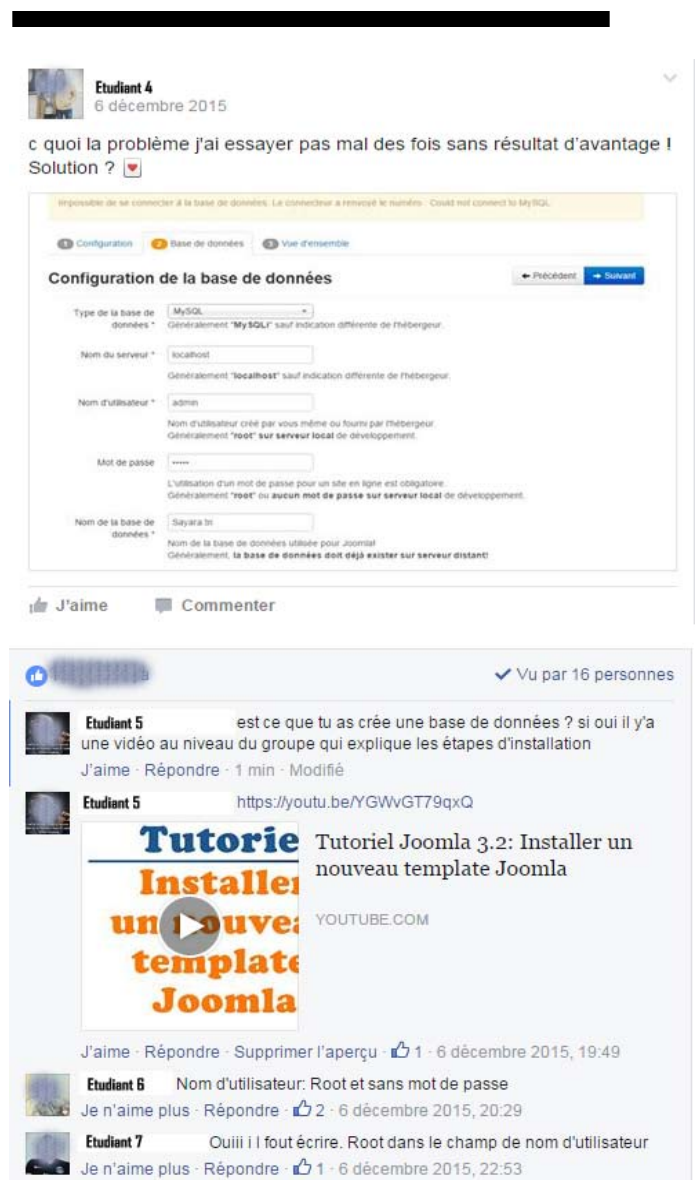 Etudiant 4
6 décembre 2015
c quoi la problème j'ai essayer pas mal des fois sans résultat d'avantage !
Solution ?
Impossible de se connecter à la base de données. Le connecteur a renvoyé le numéro : Could not connect to MySQL.
1 Configuration 2 Base de données 3 Vue d'ensemble
Configuration de la base de données
Précédent Suivant
Type de la base de données *
MySQL
Généralement "MySQLi" sauf indication différente de l'hébergeur.
Nom du serveur *
localhost
Généralement "localhost" sauf indication différente de l'hébergeur.
Nom d'utilisateur *
admin
Nom d'utilisateur créé par vous même ou fourni par l'hébergeur.
Généralement "root" sur serveur local de développement.
Mot de passe
•••••
L'utilisation d'un mot de passe pour un site en ligne est obligatoire.
Généralement "root" ou aucun mot de passe sur serveur local de développement.
Nom de la base de données *
Sayara tn
Nom de la base de données utilisée pour Joomla!
Généralement, la base de données doit déjà exister sur serveur distant!
J'aime Commenter
Vu par 16 personnes
Etudiant 5 est ce que tu as crée une base de données ? si oui il y'a
une vidéo au niveau du groupe qui explique les étapes d'installation
J'aime · Répondre · 1 min · Modifié
Etudiant 5 https://youtu.be/YGWvGT79qxQ
Tutorie
Installer
un nouvea
template
Joomla
Tutoriel Joomla 3.2: Installer un
nouveau template Joomla
YOUTUBE.COM
J'aime · Répondre · Supprimer l'aperçu · 1 · 6 décembre 2015, 19:49
Etudiant 6 Nom d'utilisateur: Root et sans mot de passe
Je n'aime plus · Répondre · 2 · 6 décembre 2015, 20:29
Etudiant 7 Ouiii i l fout écrire. Root dans le champ de nom d'utilisateur
Je n'aime plus · Répondre · 1 · 6 décembre 2015, 22:53